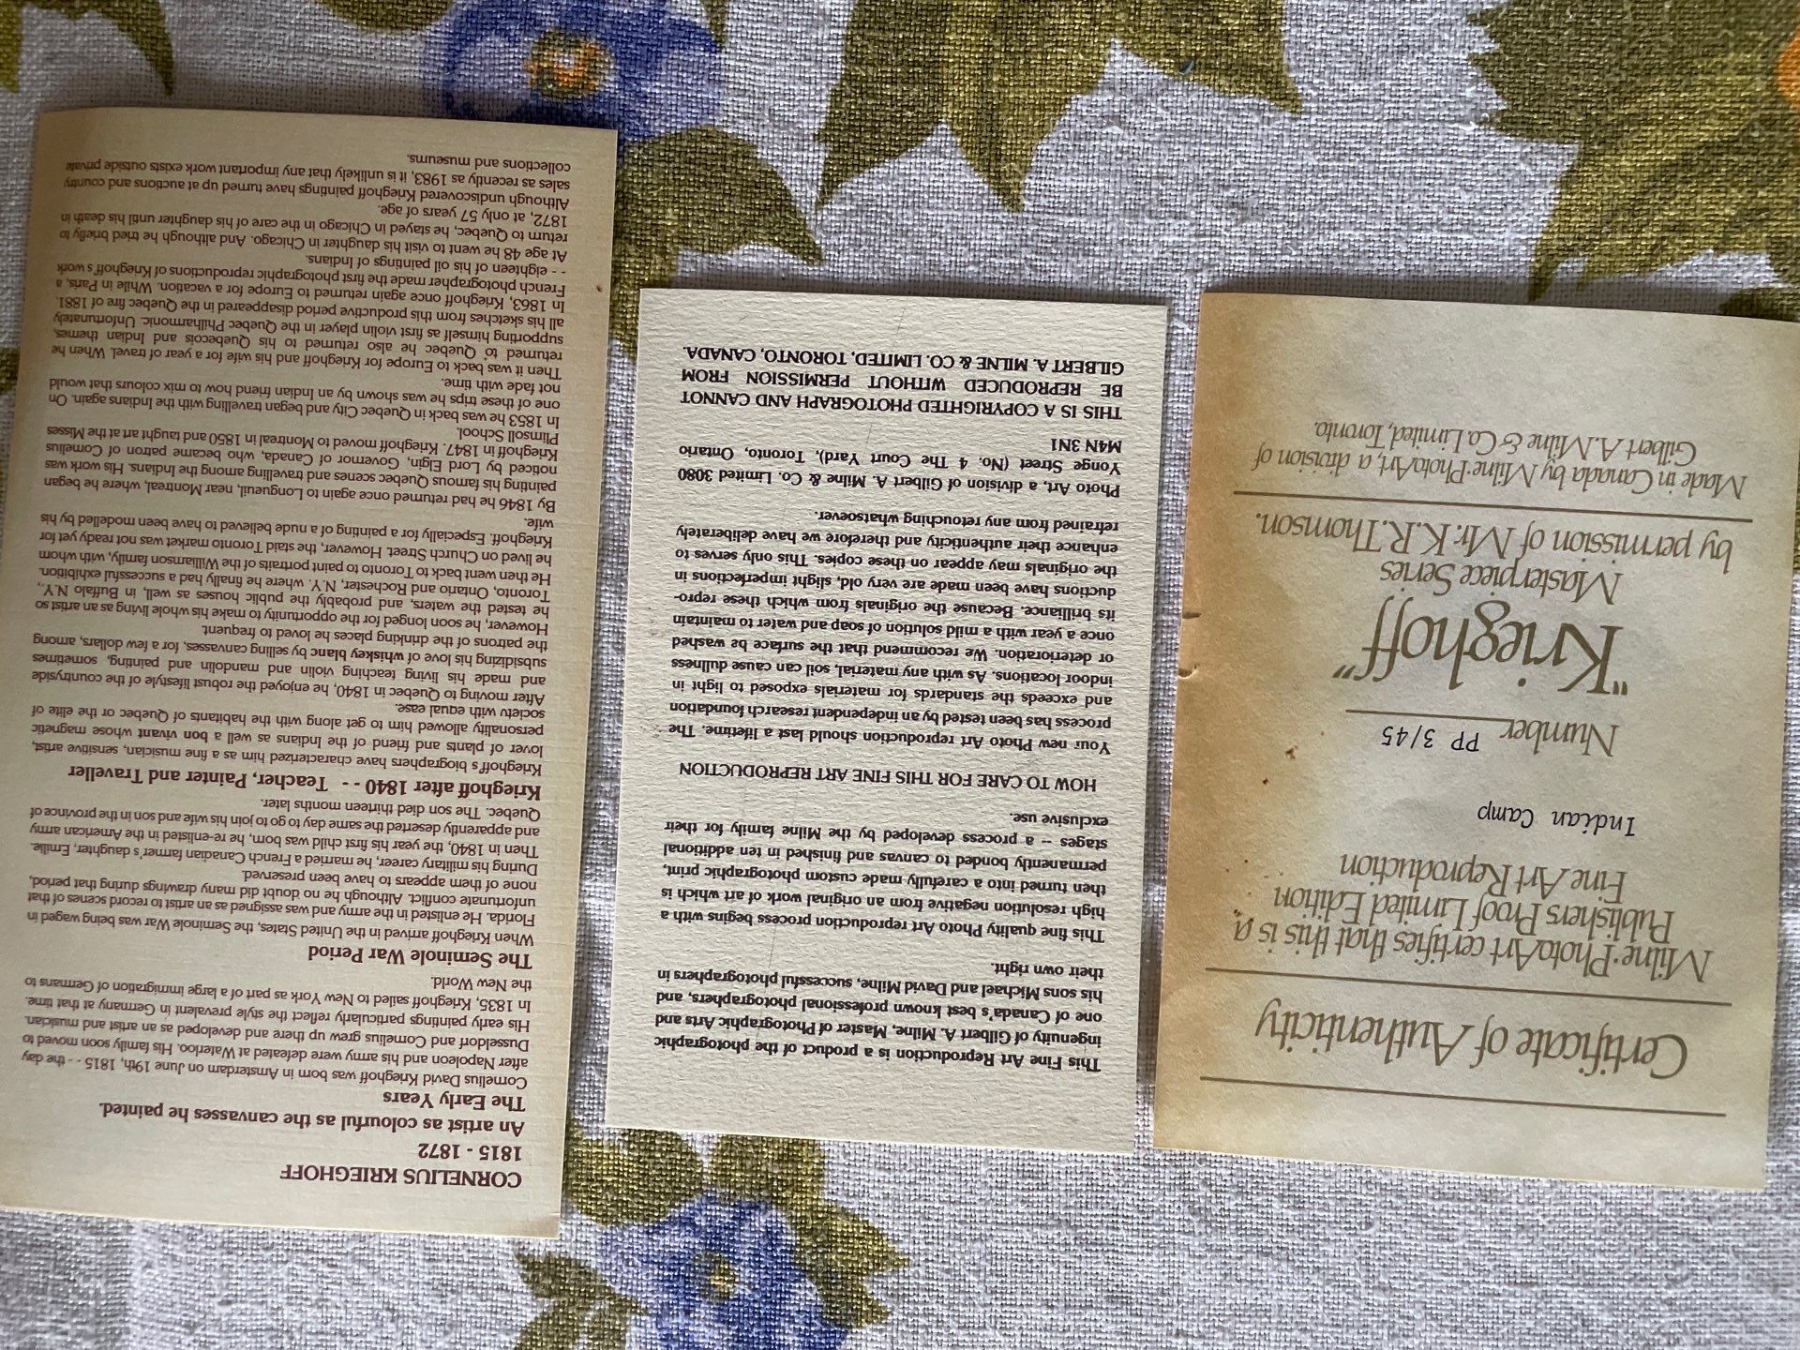 Certificate of Authenticity
Milne·PhotoArt certifies that this is a
Publishers Proof Limited Edition
Fine Art Reproduction
Indian Camp
Number PP 3/45
"Krieghoff"
Masterpiece Series
by permission of Mr. K.R. Thomson.
Made in Canada by Milne·PhotoArt, a division of
Gilbert A. Milne & Co. Limited, Toronto.
This Fine Art Reproduction is a product of the photographic
ingenuity of Gilbert A. Milne, Master of Photographic Arts and
one of Canada's best known professional photographers, and
his sons Michael and David Milne, successful photographers in
their own right.
This fine quality Photo Art reproduction process begins with a
high resolution negative from an original work of art which is
then turned into a carefully made custom photographic print,
permanently bonded to canvas and finished in ten additional
stages -- a process developed by the Milne family for their
exclusive use.
HOW TO CARE FOR THIS FINE ART REPRODUCTION
Your new Photo Art reproduction should last a lifetime. The
process has been tested by an independent research foundation
and exceeds the standards for materials exposed to light in
indoor locations. As with any material, soil can cause dullness
or deterioration. We recommend that the surface be washed
once a year with a mild solution of soap and water to maintain
its brilliance. Because the originals from which these repro-
ductions have been made are very old, slight imperfections in
the originals may appear on these copies. This only serves to
enhance their authenticity and therefore we have deliberately
refrained from any retouching whatsoever.
Photo Art, a division of Gilbert A. Milne & Co. Limited 3080
Yonge Street (No. 4 The Court Yard), Toronto, Ontario
M4N 3N1
THIS IS A COPYRIGHTED PHOTOGRAPH AND CANNOT
BE REPRODUCED WITHOUT PERMISSION FROM
GILBERT A. MILNE & CO. LIMITED, TORONTO, CANADA.
CORNELIUS KRIEGHOFF
1815 - 1872
An artist as colourful as the canvasses he painted.
The Early Years
Cornelius David Krieghoff was born in Amsterdam on June 19th, 1815 - - the day
after Napoleon and his army were defeated at Waterloo. His family soon moved to
Dusseldorf and Cornelius grew up there and developed as an artist and musician.
His early paintings particularly reflect the style prevalent in Germany at that time.
In 1835, Krieghoff sailed to New York as part of a large immigration of Germans to
the New World.
The Seminole War Period
When Krieghoff arrived in the United States, the Seminole War was being waged in
Florida. He enlisted in the army and was assigned as an artist to record scenes of that
unfortunate conflict. Although he no doubt did many drawings during that period,
none of them appears to have been preserved.
During his military career, he married a French Canadian farmer's daughter, Emilie.
Then in 1840, the year his first child was born, he re-enlisted in the American army
and apparently deserted the same day to go to join his wife and son in the province of
Quebec. The son died thirteen months later.
Krieghoff after 1840 - - Teacher, Painter and Traveller
Krieghoff's biographers have characterized him as a fine musician, sensitive artist,
lover of plants and friend of the Indians as well a bon vivant whose magnetic
personality allowed him to get along with the habitants of Quebec or the elite of
society with equal ease.
After moving to Quebec in 1840, he enjoyed the robust lifestyle of the countryside
and made his living teaching violin and mandolin and painting, sometimes
subsidizing his love of whiskey blanc by selling canvasses, for a few dollars, among
the patrons of the drinking places he loved to frequent.
However, he soon longed for the opportunity to make his whole living as an artist so
he tested the waters, and probably the public houses as well, in Buffalo N.Y.,
Toronto, Ontario and Rochester, N.Y. where he finally had a successful exhibition.
He then went back to Toronto to paint portraits of the Williamson family, with whom
he lived on Church Street. However, the staid Toronto market was not ready yet for
Krieghoff. Especially for a painting of a nude believed to have been modelled by his
wife.
By 1846 he had returned once again to Longueuil, near Montreal, where he began
painting his famous Quebec scenes and travelling among the Indians. His work was
noticed by Lord Elgin, Governor of Canada, who became patron of Cornelius
Krieghoff in 1847. Krieghoff moved to Montreal in 1850 and taught art at the Misses
Plimsoll School.
In 1853 he was back in Quebec City and began travelling with the Indians again. On
one of these trips he was shown by an Indian friend how to mix colours that would
not fade with time.
Then it was back to Europe for Krieghoff and his wife for a year of travel. When he
returned to Quebec he also returned to his Quebecois and Indian themes,
supporting himself as first violin player in the Quebec Philharmonic. Unfortunately
all his sketches from this productive period disappeared in the Quebec fire of 1881.
In 1863, Krieghoff once again returned to Europe for a vacation. While in Paris, a
French photographer made the first photographic reproductions of Krieghoff's work
- - eighteen of his oil paintings of Indians.
At age 48 he went to visit his daughter in Chicago. And although he tried briefly to
return to Quebec, he stayed in Chicago in the care of his daughter until his death in
1872, at only 57 years of age.
Although undiscovered Krieghoff paintings have turned up at auctions and country
sales as recently as 1983, it is unlikely that any important work exists outside private
collections and museums.